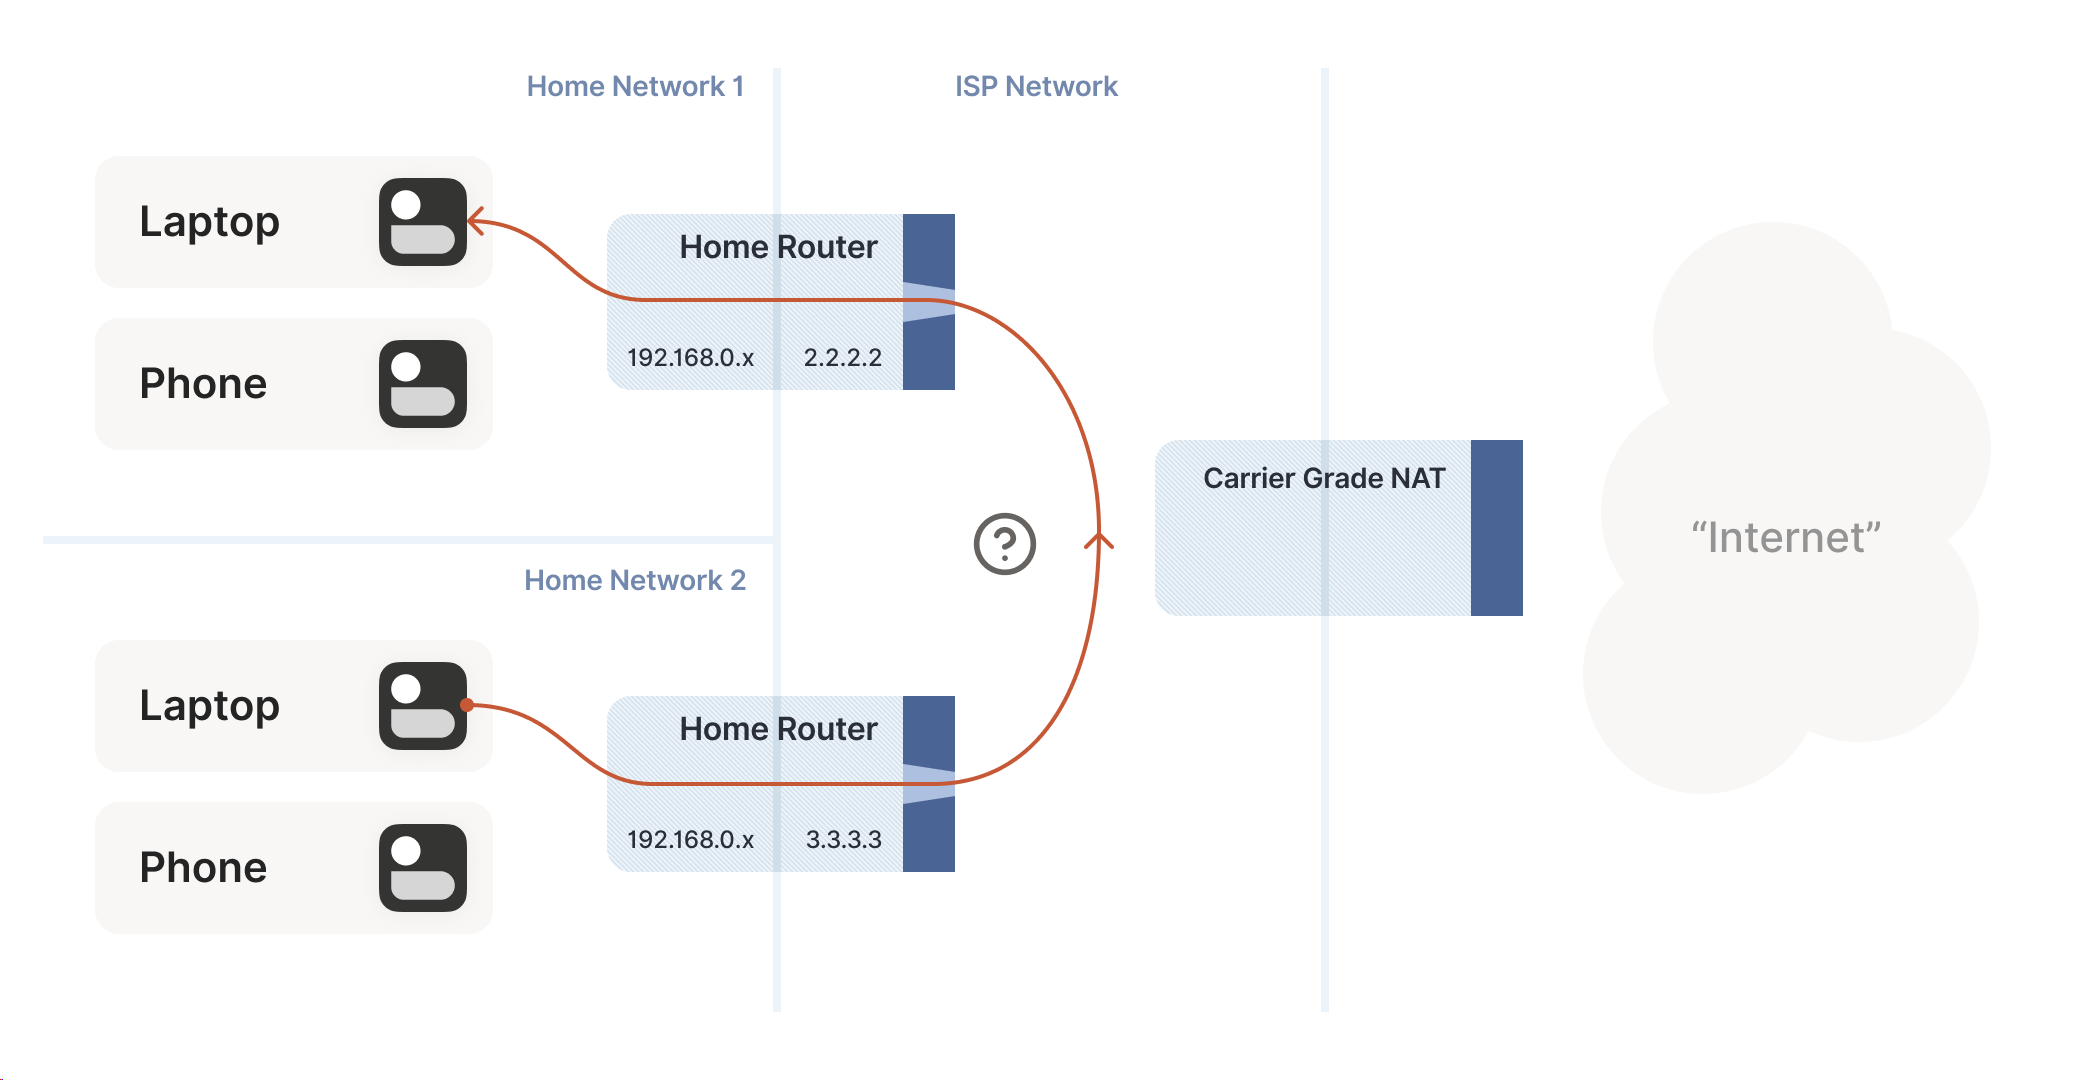 Home Network 1
ISP Network
Laptop
Home Router
192.168.0.x
2.2.2.2
Phone
Carrier Grade NAT
?
“Internet”
Home Network 2
Laptop
Home Router
192.168.0.x
3.3.3.3
Phone